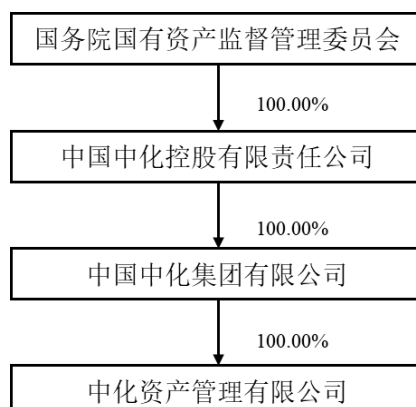 国务院国有资产监督管理委员会
100.00%
中国中化控股有限责任公司
100.00%
中国中化集团有限公司
100.00%
中化资产管理有限公司